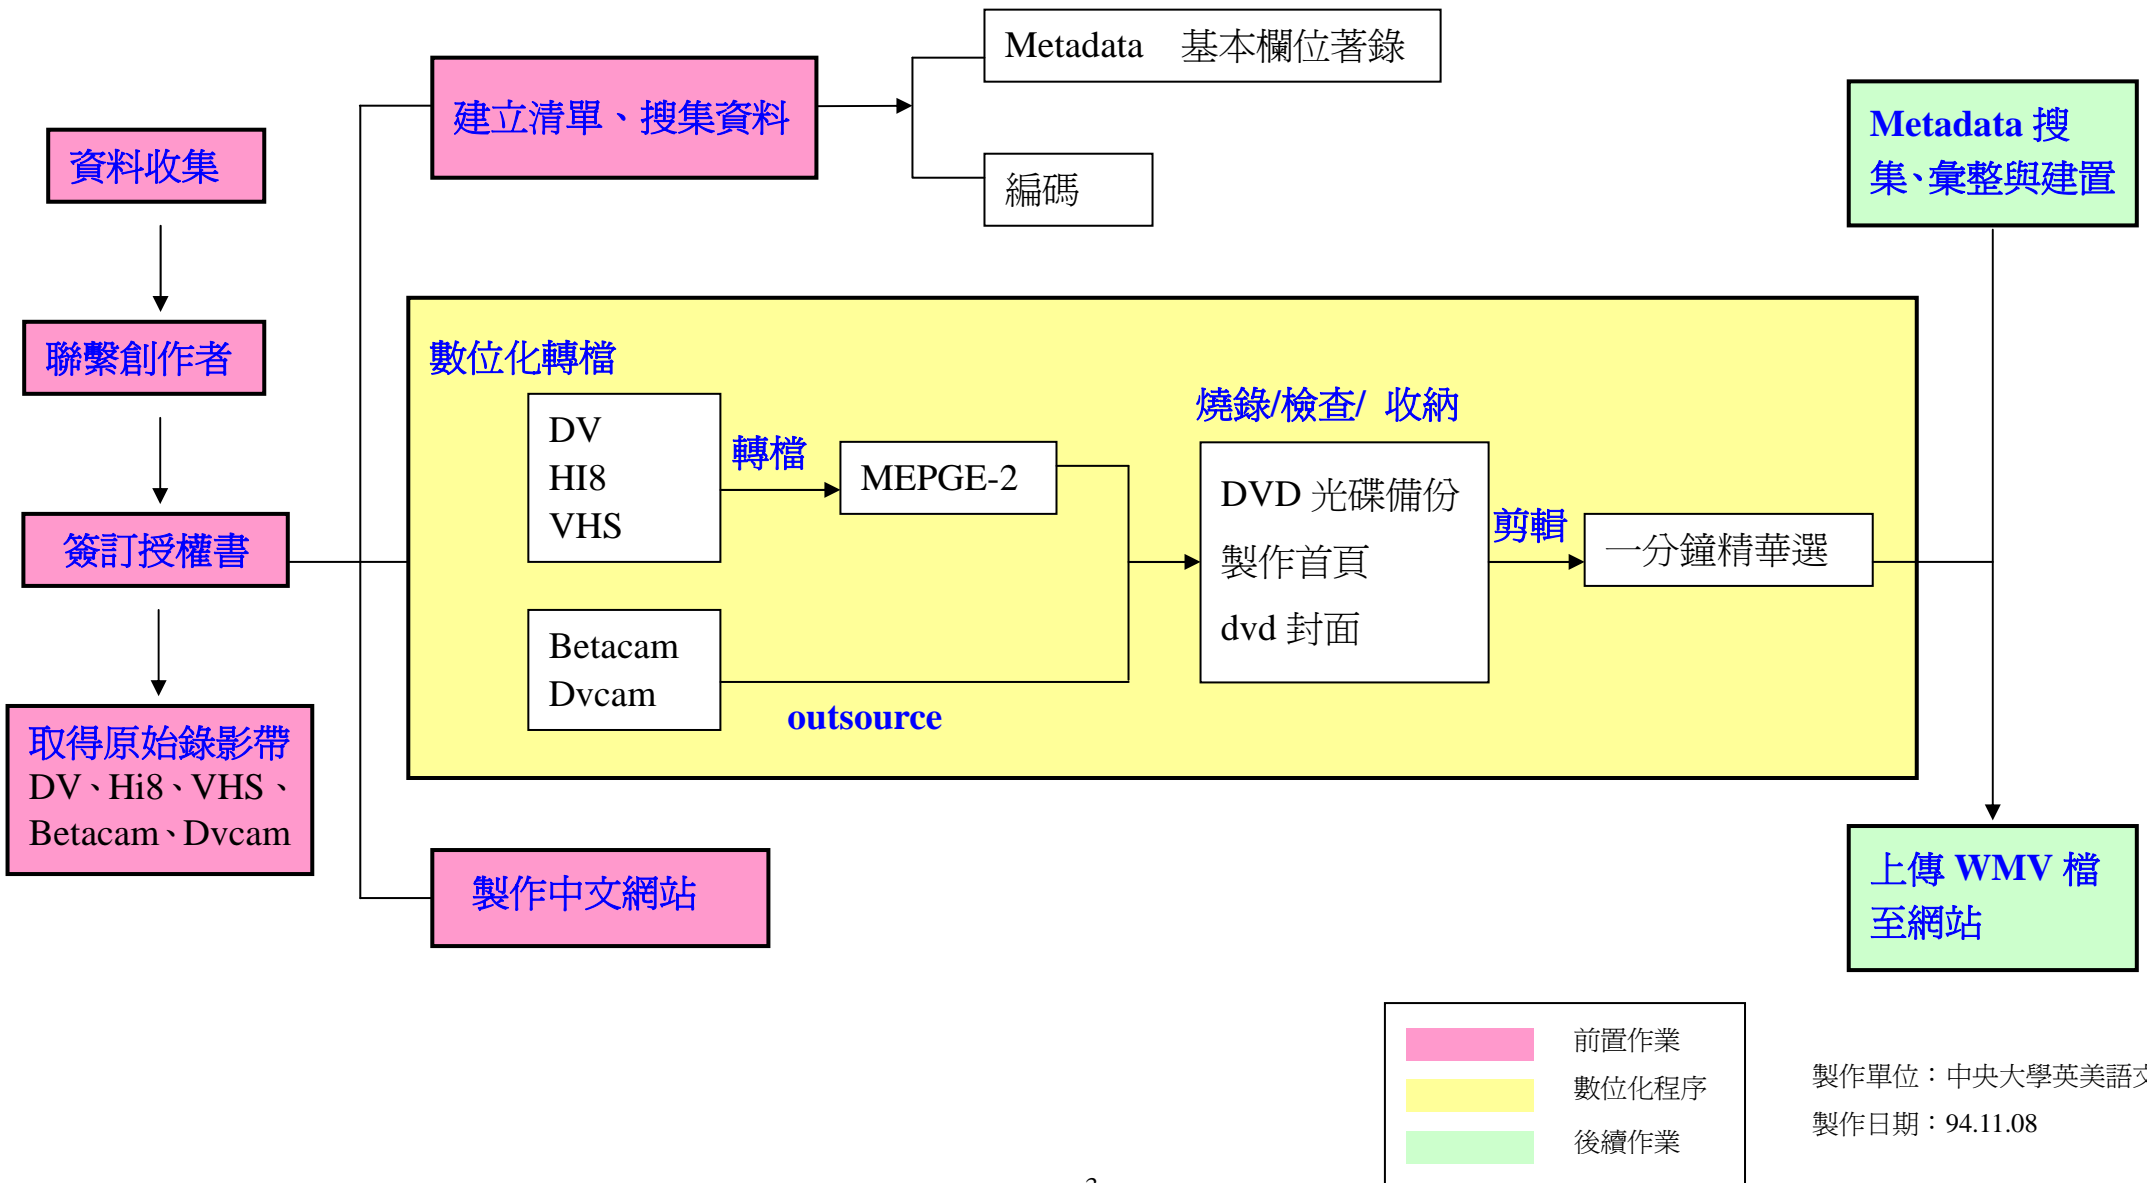 資料收集
聯繫創作者
簽訂授權書
取得原始錄影帶
DV、Hi8、VHS、
Betacam、Dvcam
建立清單、搜集資料
Metadata 基本欄位著錄
編碼
數位化轉檔
DV
HI8
VHS
轉檔
MEPGE-2
Betacam
Dvcam
outsource
燒錄/檢查/ 收納
DVD 光碟備份
製作首頁
dvd 封面
剪輯
一分鐘精華選
製作中文網站
Metadata 搜
集、彙整與建置
上傳 WMV 檔
至網站
前置作業
數位化程序
後續作業
製作單位：中央大學英美語文
製作日期：94.11.08
3